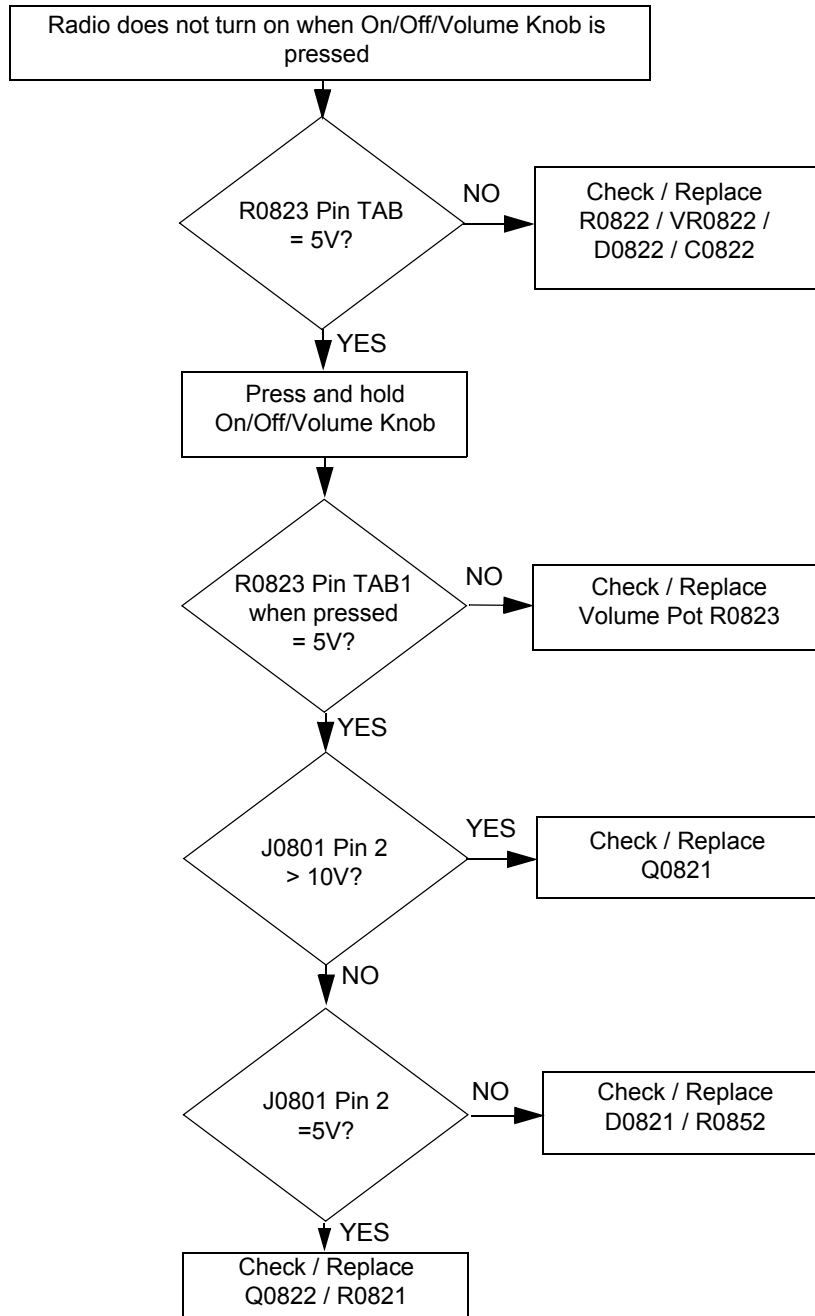 Radio does not turn on when On/Off/Volume Knob is
pressed
R0823 Pin TAB
= 5V?
NO
Check / Replace
R0822 / VR0822 /
D0822 / C0822
YES
Press and hold
On/Off/Volume Knob
R0823 Pin TAB1
when pressed
= 5V?
NO
Check / Replace
Volume Pot R0823
YES
J0801 Pin 2
> 10V?
YES
Check / Replace
Q0821
NO
J0801 Pin 2
=5V?
NO
Check / Replace
D0821 / R0852
YES
Check / Replace
Q0822 / R0821